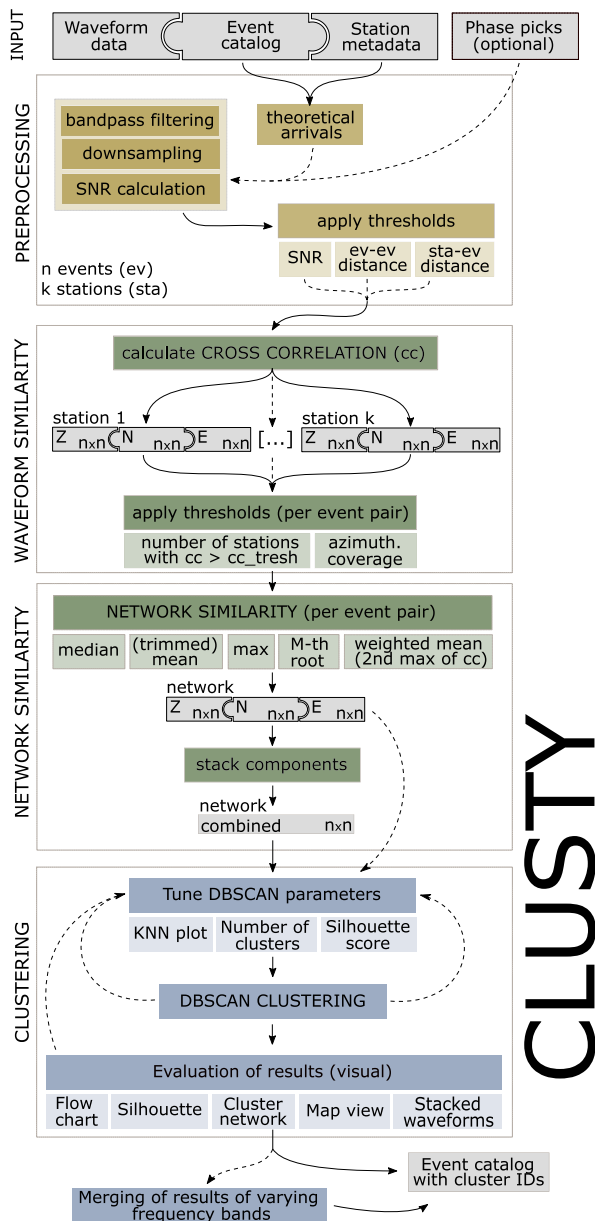 INPUT
Waveform
data
Event
catalog
Station
metadata
Phase picks
(optional)
PREPROCESSING
bandpass filtering
downsampling
SNR calculation
theoretical
arrivals
apply thresholds
SNR
ev-ev
distance
sta-ev
distance
n events (ev)
k stations (sta)
WAVEFORM SIMILARITY
calculate CROSS CORRELATION (cc)
station 1
Z nxn N nxn E nxn
[...]
station k
Z nxn N nxn E nxn
apply thresholds (per event pair)
number of stations
with cc > cc_tresh
azimuth.
coverage
NETWORK SIMILARITY
NETWORK SIMILARITY (per event pair)
median
(trimmed)
mean
max
M-th
root
weighted mean
(2nd max of cc)
network
Z nxn N nxn E nxn
stack components
network
combined nxn
CLUSTERING
Tune DBSCAN parameters
KNN plot
Number of
clusters
Silhouette
score
DBSCAN CLUSTERING
Evaluation of results (visual)
Flow
chart
Silhouette
Cluster
network
Map view
Stacked
waveforms
Event catalog
with cluster IDs
Merging of results of varying
frequency bands
CLUSTY